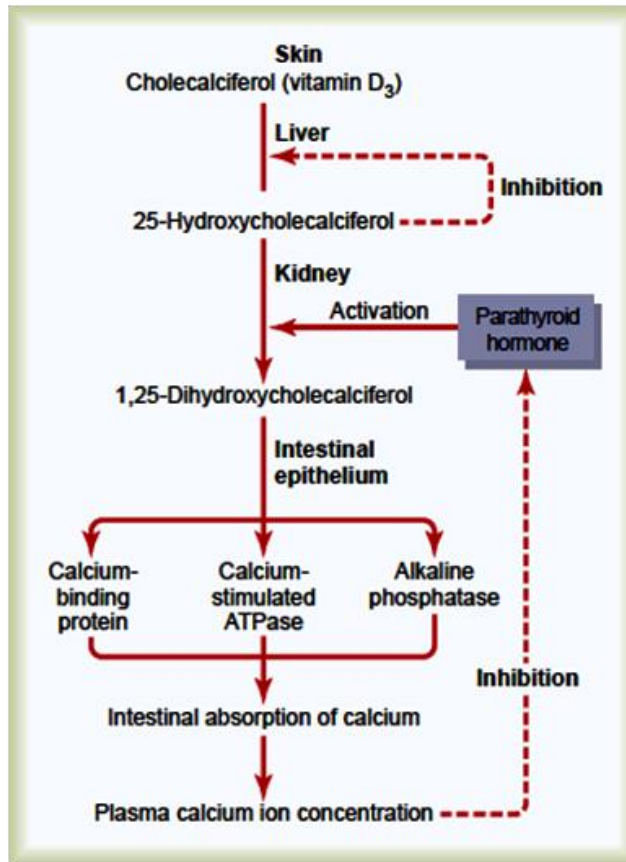 Skin
Cholecalciferol (vitamin D₃)
Liver
Inhibition
25-Hydroxycholecalciferol
Kidney
Activation
Parathyroid
hormone
1,25-Dihydroxycholecalciferol
Intestinal
epithelium
Calcium-
binding
protein
Calcium-
stimulated
ATPase
Alkaline
phosphatase
Inhibition
Intestinal absorption of calcium
Plasma calcium ion concentration